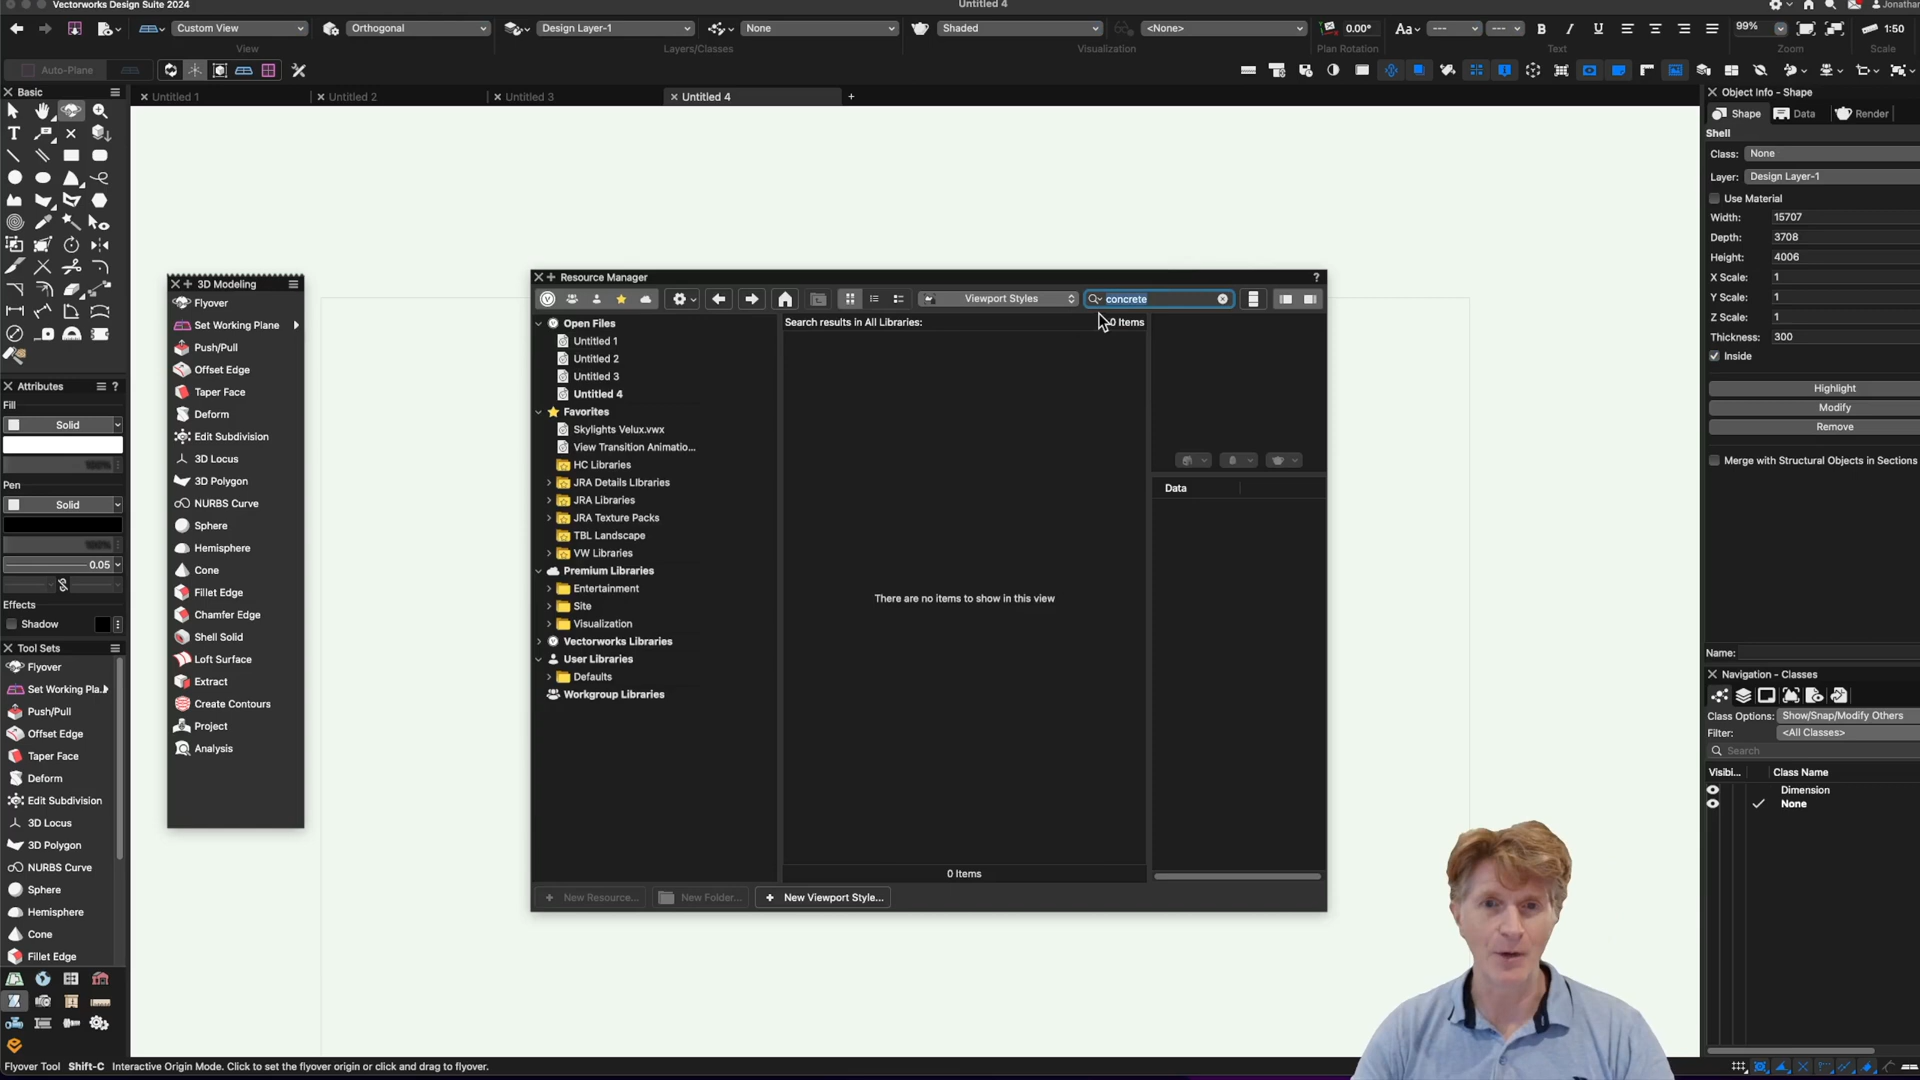 Vectorworks Design Suite 2024
Untitled 4
Custom View
Orthogonal
Design Layer-1
None
Shaded
<None>
0.00°
Aa
---
---
B
I
U
99%
1:50
View
Layers/Classes
Visualization
Plan Rotation
Text
Zoom
Scale
Auto-Plane
Untitled 1
Untitled 2
Untitled 3
Untitled 4
Basic
Attributes
Fill
Solid
Pen
Solid
0.05
Effects
Shadow
Tool Sets
Flyover
Set Working Pla..
Push/Pull
Offset Edge
Taper Face
Deform
Edit Subdivision
3D Locus
3D Polygon
NURBS Curve
Sphere
Hemisphere
Cone
Fillet Edge
3D Modeling
Flyover
Set Working Plane
Push/Pull
Offset Edge
Taper Face
Deform
Edit Subdivision
3D Locus
3D Polygon
NURBS Curve
Sphere
Hemisphere
Cone
Fillet Edge
Chamfer Edge
Shell Solid
Loft Surface
Extract
Create Contours
Project
Analysis
Resource Manager
?
Viewport Styles
concrete
Open Files
Untitled 1
Untitled 2
Untitled 3
Untitled 4
Favorites
Skylights Velux.vwx
View Transition Animatio...
HC Libraries
JRA Details LIbraries
JRA Libraries
JRA Texture Packs
TBL Landscape
VW Libraries
Premium Libraries
Entertainment
Site
Visualization
Vectorworks Libraries
User Libraries
Defaults
Workgroup Libraries
Search results in All Libraries:
0 Items
There are no items to show in this view
0 Items
Data
New Resource...
New Folder...
New Viewport Style...
Object Info - Shape
Shape
Data
Render
Shell
Class: None
Layer: Design Layer-1
Use Material
Width: 15707
Depth: 3708
Height: 4006
X Scale: 1
Y Scale: 1
Z Scale: 1
Thickness: 300
Inside
Highlight
Modify
Remove
Merge with Structural Objects in Sections
Name:
Navigation - Classes
Class Options: Show/Snap/Modify Others
Filter: <All Classes>
Search
Visibi... Class Name
Dimension
None
Flyover Tool Shift-C Interactive Origin Mode. Click to set the flyover origin or click and drag to flyover.